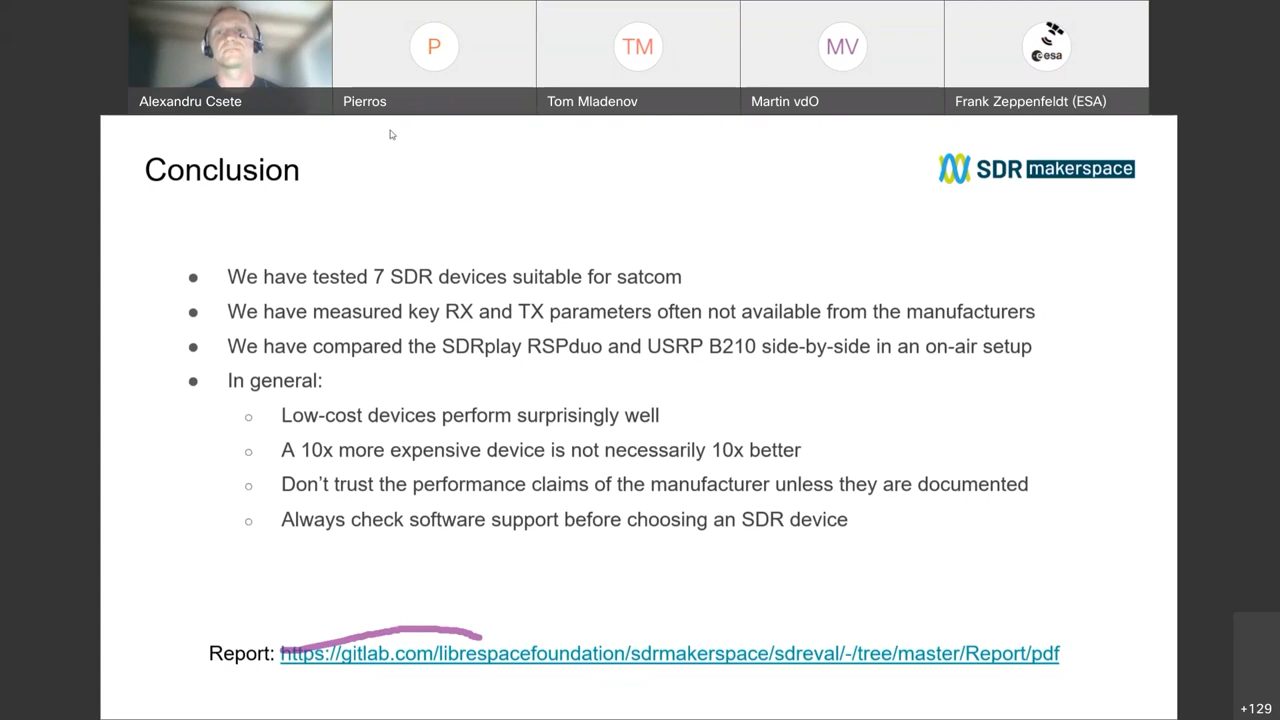 P
TM
MV
esa
Alexandru Csete
Pierros
Tom Mladenov
Martin vdO
Frank Zeppenfeldt (ESA)
Conclusion
SDR makerspace
● We have tested 7 SDR devices suitable for satcom
● We have measured key RX and TX parameters often not available from the manufacturers
● We have compared the SDRplay RSPduo and USRP B210 side-by-side in an on-air setup
● In general:
○ Low-cost devices perform surprisingly well
○ A 10x more expensive device is not necessarily 10x better
○ Don’t trust the performance claims of the manufacturer unless they are documented
○ Always check software support before choosing an SDR device
Report: https://gitlab.com/librespacefoundation/sdrmakerspace/sdreval/-/tree/master/Report/pdf
+129